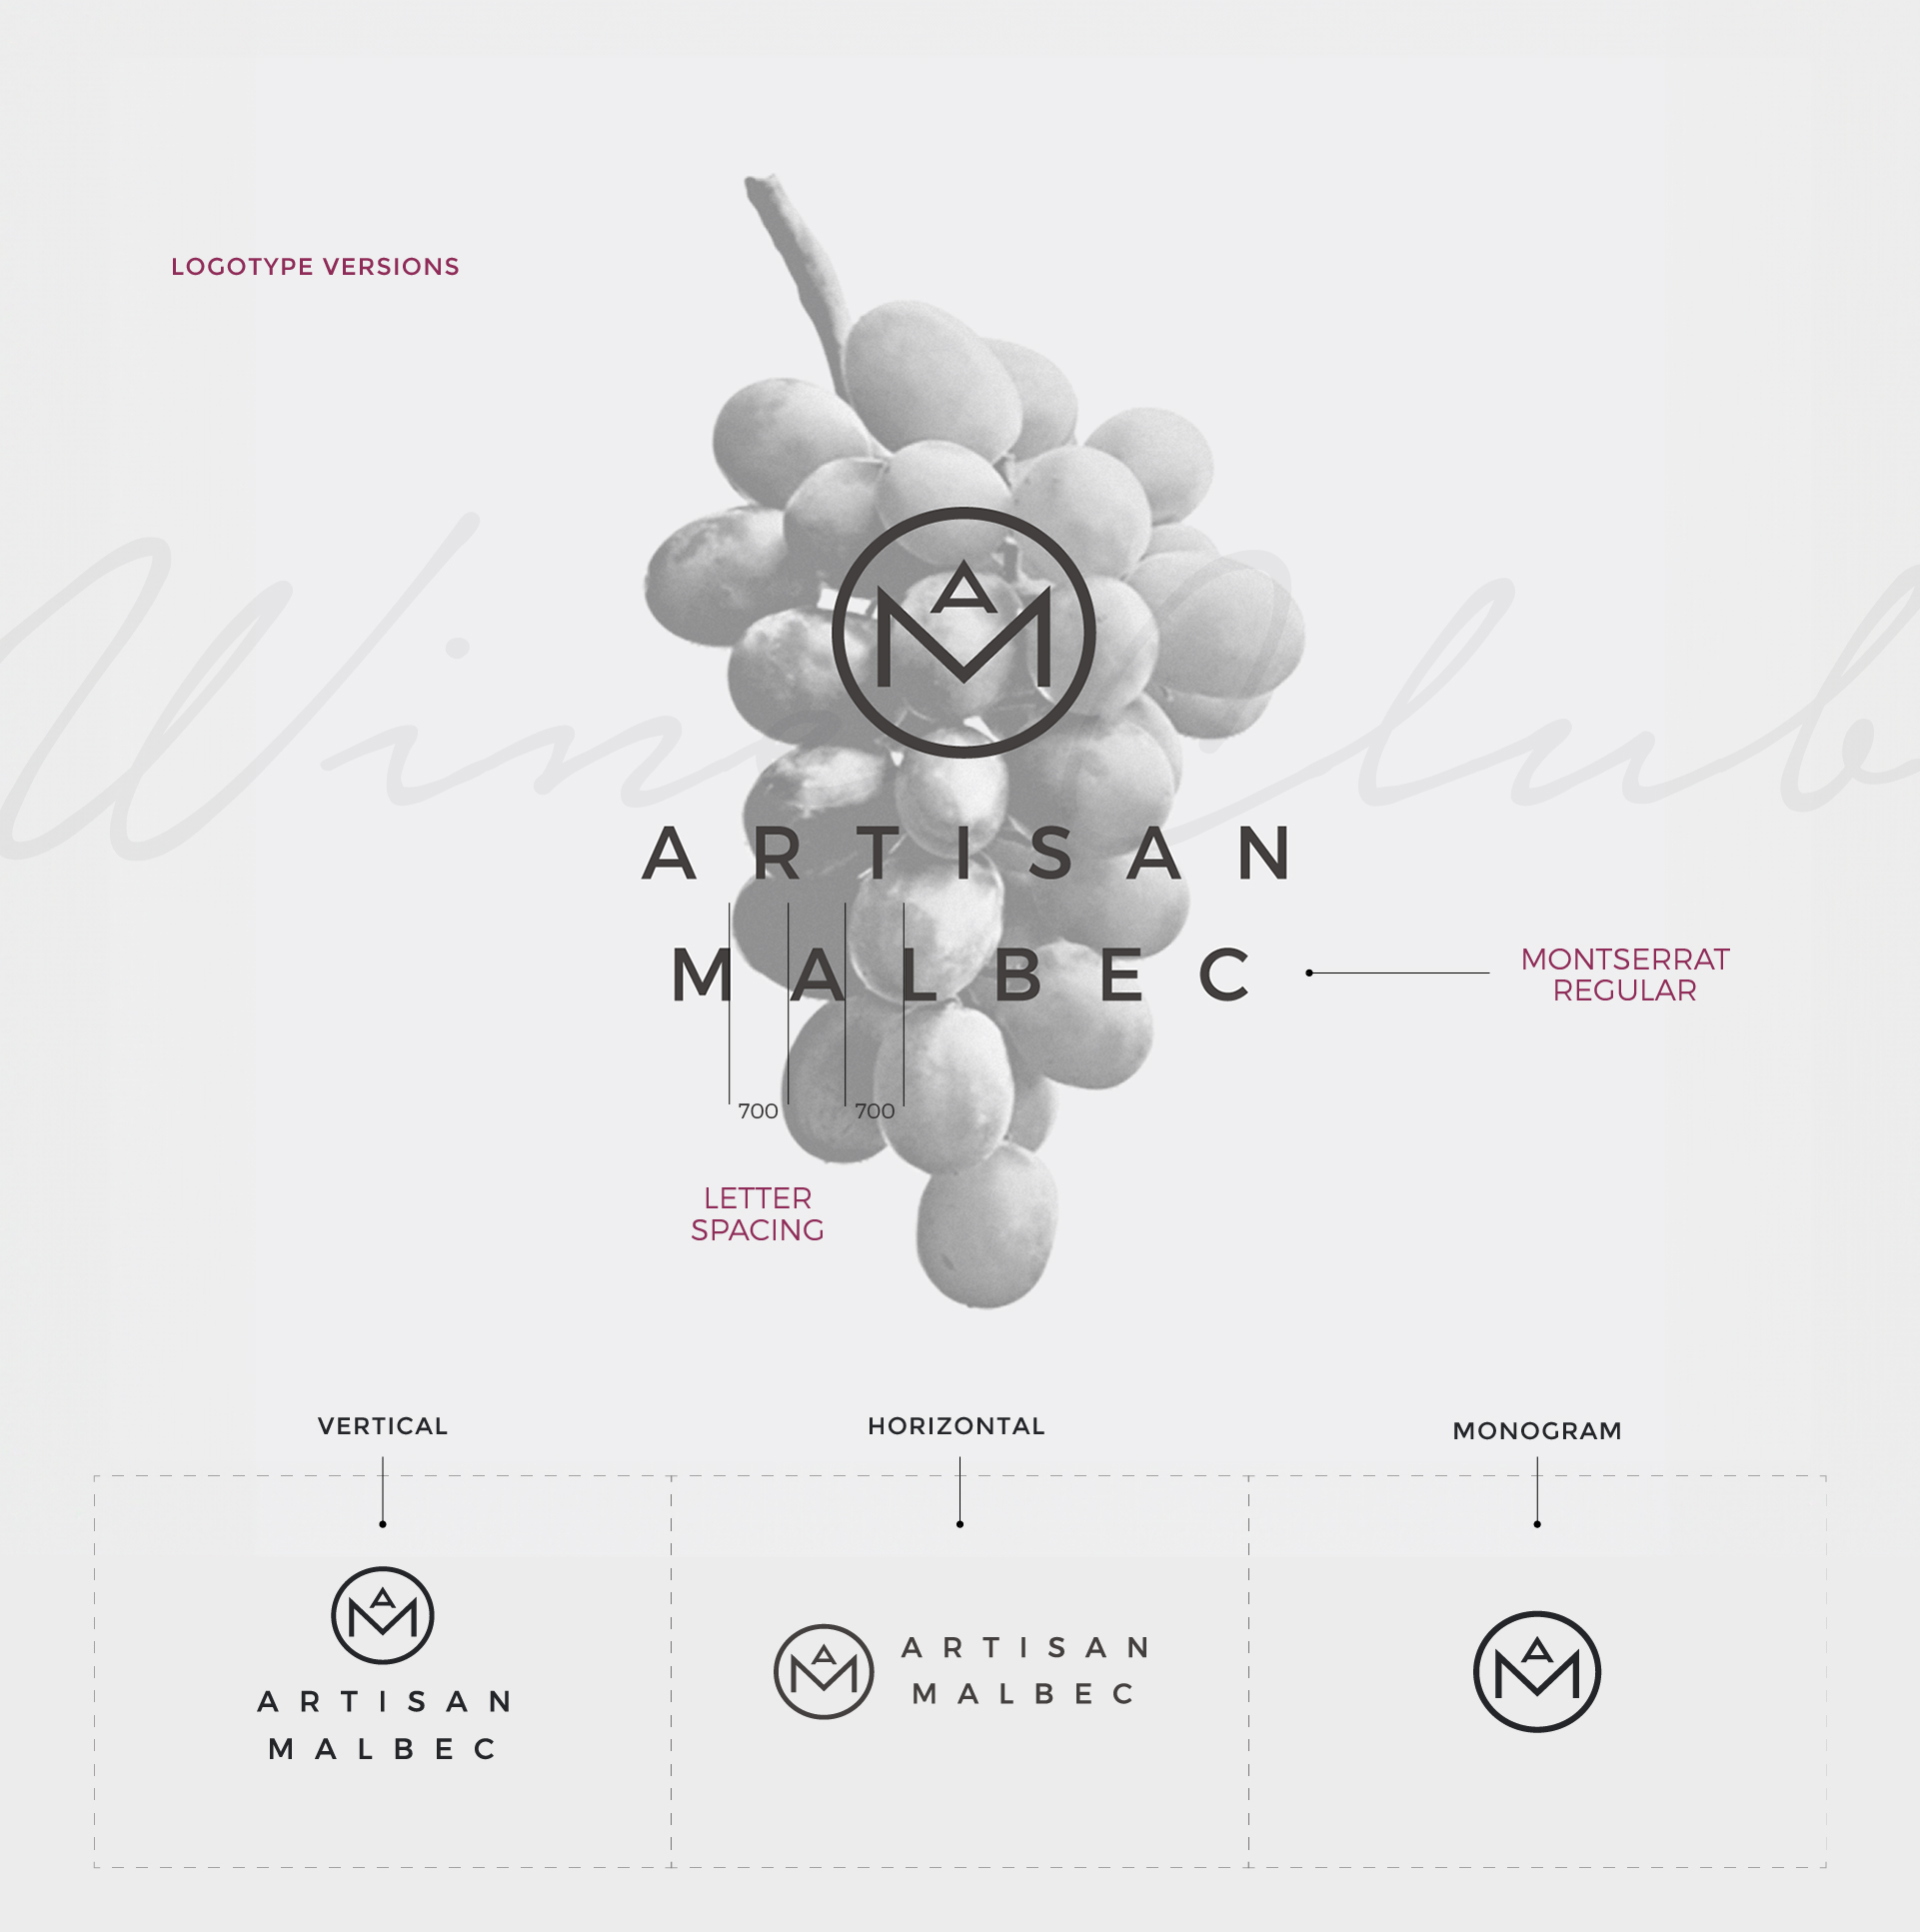 LOGOTYPE VERSIONS
Wine Club
AM
ARTISAN
MALBEC
MONTSERRAT
REGULAR
700 700
LETTER
SPACING
VERTICAL
HORIZONTAL
MONOGRAM
AM
ARTISAN
MALBEC
AM
ARTISAN
MALBEC
AM